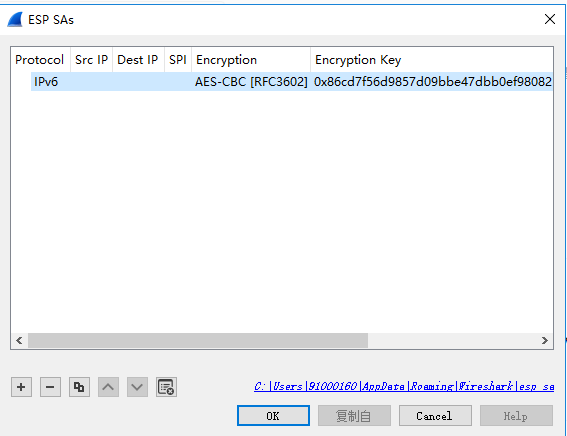 ESP SAs
Protocol Src IP Dest IP SPI Encryption Encryption Key
IPv6 AES-CBC [RFC3602] 0x86cd7f56d9857d09bbe47dbb0ef98082
C:\Users\91000160\AppData\Roaming\Wireshark\esp_sa
OK 复制自 Cancel Help